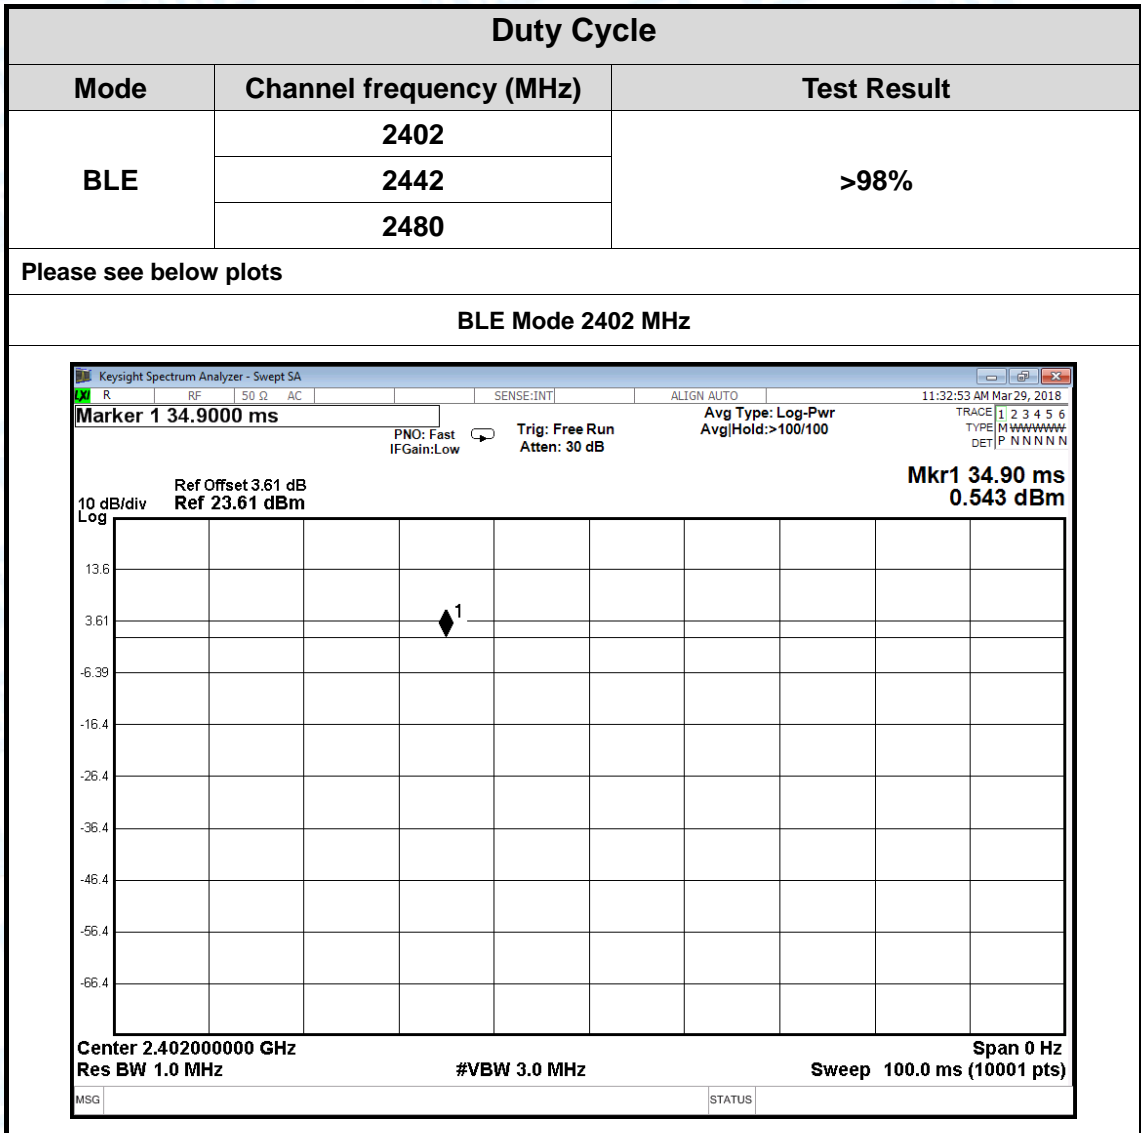 Duty Cycle
Mode Channel frequency (MHz) Test Result
2402
BLE 2442 >98%
2480
Please see below plots
BLE Mode 2402 MHz
Keysight Spectrum Analyzer - Swept SA
LXI R RF 50 Ω AC SENSE:INT ALIGN AUTO 11:32:53 AM Mar 29, 2018
Marker 1 34.9000 ms
PNO: Fast
IFGain:Low
Trig: Free Run
Atten: 30 dB
Avg Type: Log-Pwr
Avg|Hold:>100/100
TRACE 1 2 3 4 5 6
TYPE M WWWWW
DET P N N N N N
Mkr1 34.90 ms
0.543 dBm
Ref Offset 3.61 dB
10 dB/div Ref 23.61 dBm
Log
13.6
3.61
1
-6.39
-16.4
-26.4
-36.4
-46.4
-56.4
-66.4
Center 2.402000000 GHz Span 0 Hz
Res BW 1.0 MHz #VBW 3.0 MHz Sweep 100.0 ms (10001 pts)
MSG STATUS